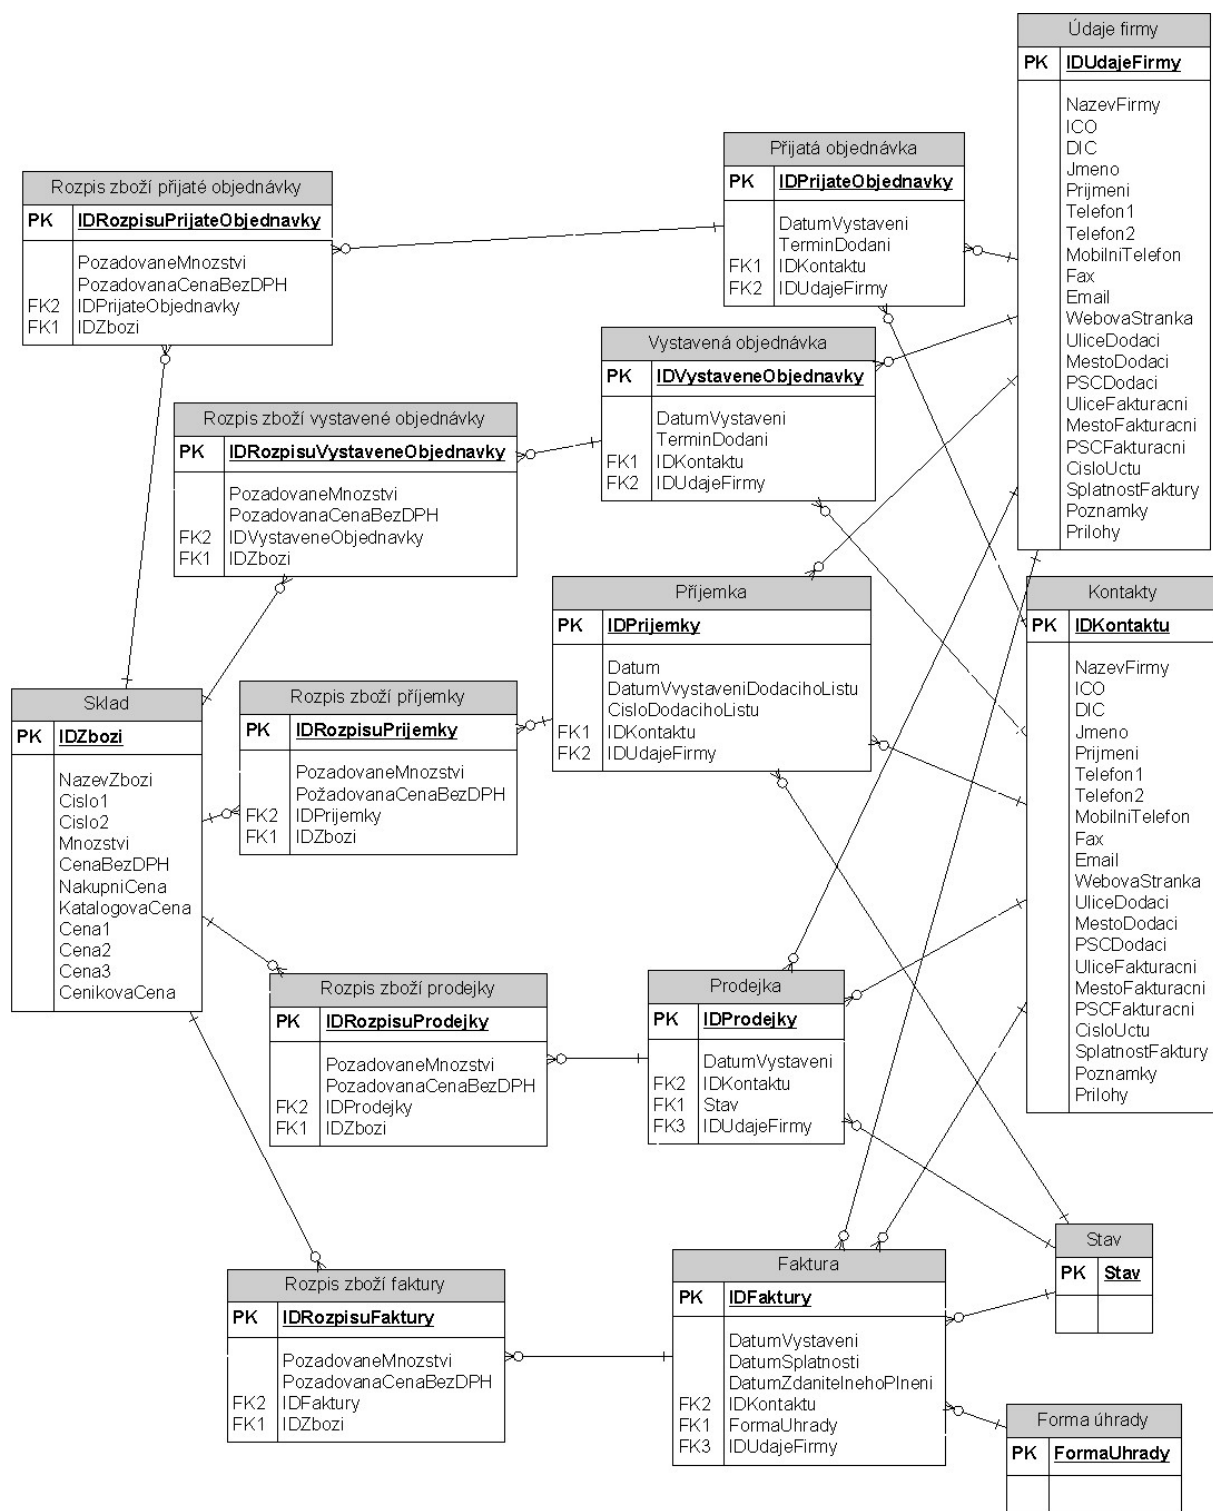 Údaje firmy
PK IDUdajeFirmy
NazevFirmy
ICO
DIC
Jmeno
Prijmeni
Telefon1
Telefon2
MobilniTelefon
Fax
Email
WebovaStranka
UliceDodaci
MestoDodaci
PSCDodaci
UliceFakturacni
MestoFakturacni
PSCFakturacni
CisloUctu
SplatnostFaktury
Poznamky
Prilohy
Přijatá objednávka
PK IDPrijateObjednavky
DatumVystaveni
TerminDodani
FK1 IDKontaktu
FK2 IDUdajeFirmy
Rozpis zboží přijaté objednávky
PK IDRozpisuPrijateObjednavky
PozadovaneMnozstvi
PozadovanaCenaBezDPH
FK2 IDPrijateObjednavky
FK1 IDZbozi
Vystavená objednávka
PK IDVystaveneObjednavky
DatumVystaveni
TerminDodani
FK1 IDKontaktu
FK2 IDUdajeFirmy
Rozpis zboží vystavené objednávky
PK IDRozpisuVystaveneObjednavky
PozadovaneMnozstvi
PozadovanaCenaBezDPH
FK2 IDVystaveneObjednavky
FK1 IDZbozi
Příjemka
PK IDPrijemky
Datum
DatumVvystaveniDodacihoListu
CisloDodacihoListu
FK1 IDKontaktu
FK2 IDUdajeFirmy
Kontakty
PK IDKontaktu
NazevFirmy
ICO
DIC
Jmeno
Prijmeni
Telefon1
Telefon2
MobilniTelefon
Fax
Email
WebovaStranka
UliceDodaci
MestoDodaci
PSCDodaci
UliceFakturacni
MestoFakturacni
PSCFakturacni
CisloUctu
SplatnostFaktury
Poznamky
Prilohy
Sklad
PK IDZbozi
NazevZbozi
Cislo1
Cislo2
Mnozstvi
CenaBezDPH
NakupniCena
KatalogovaCena
Cena1
Cena2
Cena3
CenikovaCena
Rozpis zboží příjemky
PK IDRozpisuPrijemky
PozadovaneMnozstvi
PožadovanaCenaBezDPH
FK2 IDPrijemky
FK1 IDZbozi
Rozpis zboží prodejky
PK IDRozpisuProdejky
PozadovaneMnozstvi
PozadovanaCenaBezDPH
FK2 IDProdejky
FK1 IDZbozi
Prodejka
PK IDProdejky
DatumVystaveni
FK2 IDKontaktu
FK1 Stav
FK3 IDUdajeFirmy
Stav
PK Stav
Rozpis zboží faktury
PK IDRozpisuFaktury
PozadovaneMnozstvi
PozadovanaCenaBezDPH
FK2 IDFaktury
FK1 IDZbozi
Faktura
PK IDFaktury
DatumVystaveni
DatumSplatnosti
DatumZdanitelnehoPlneni
FK2 IDKontaktu
FK1 FormaUhrady
FK3 IDUdajeFirmy
Forma úhrady
PK FormaUhrady